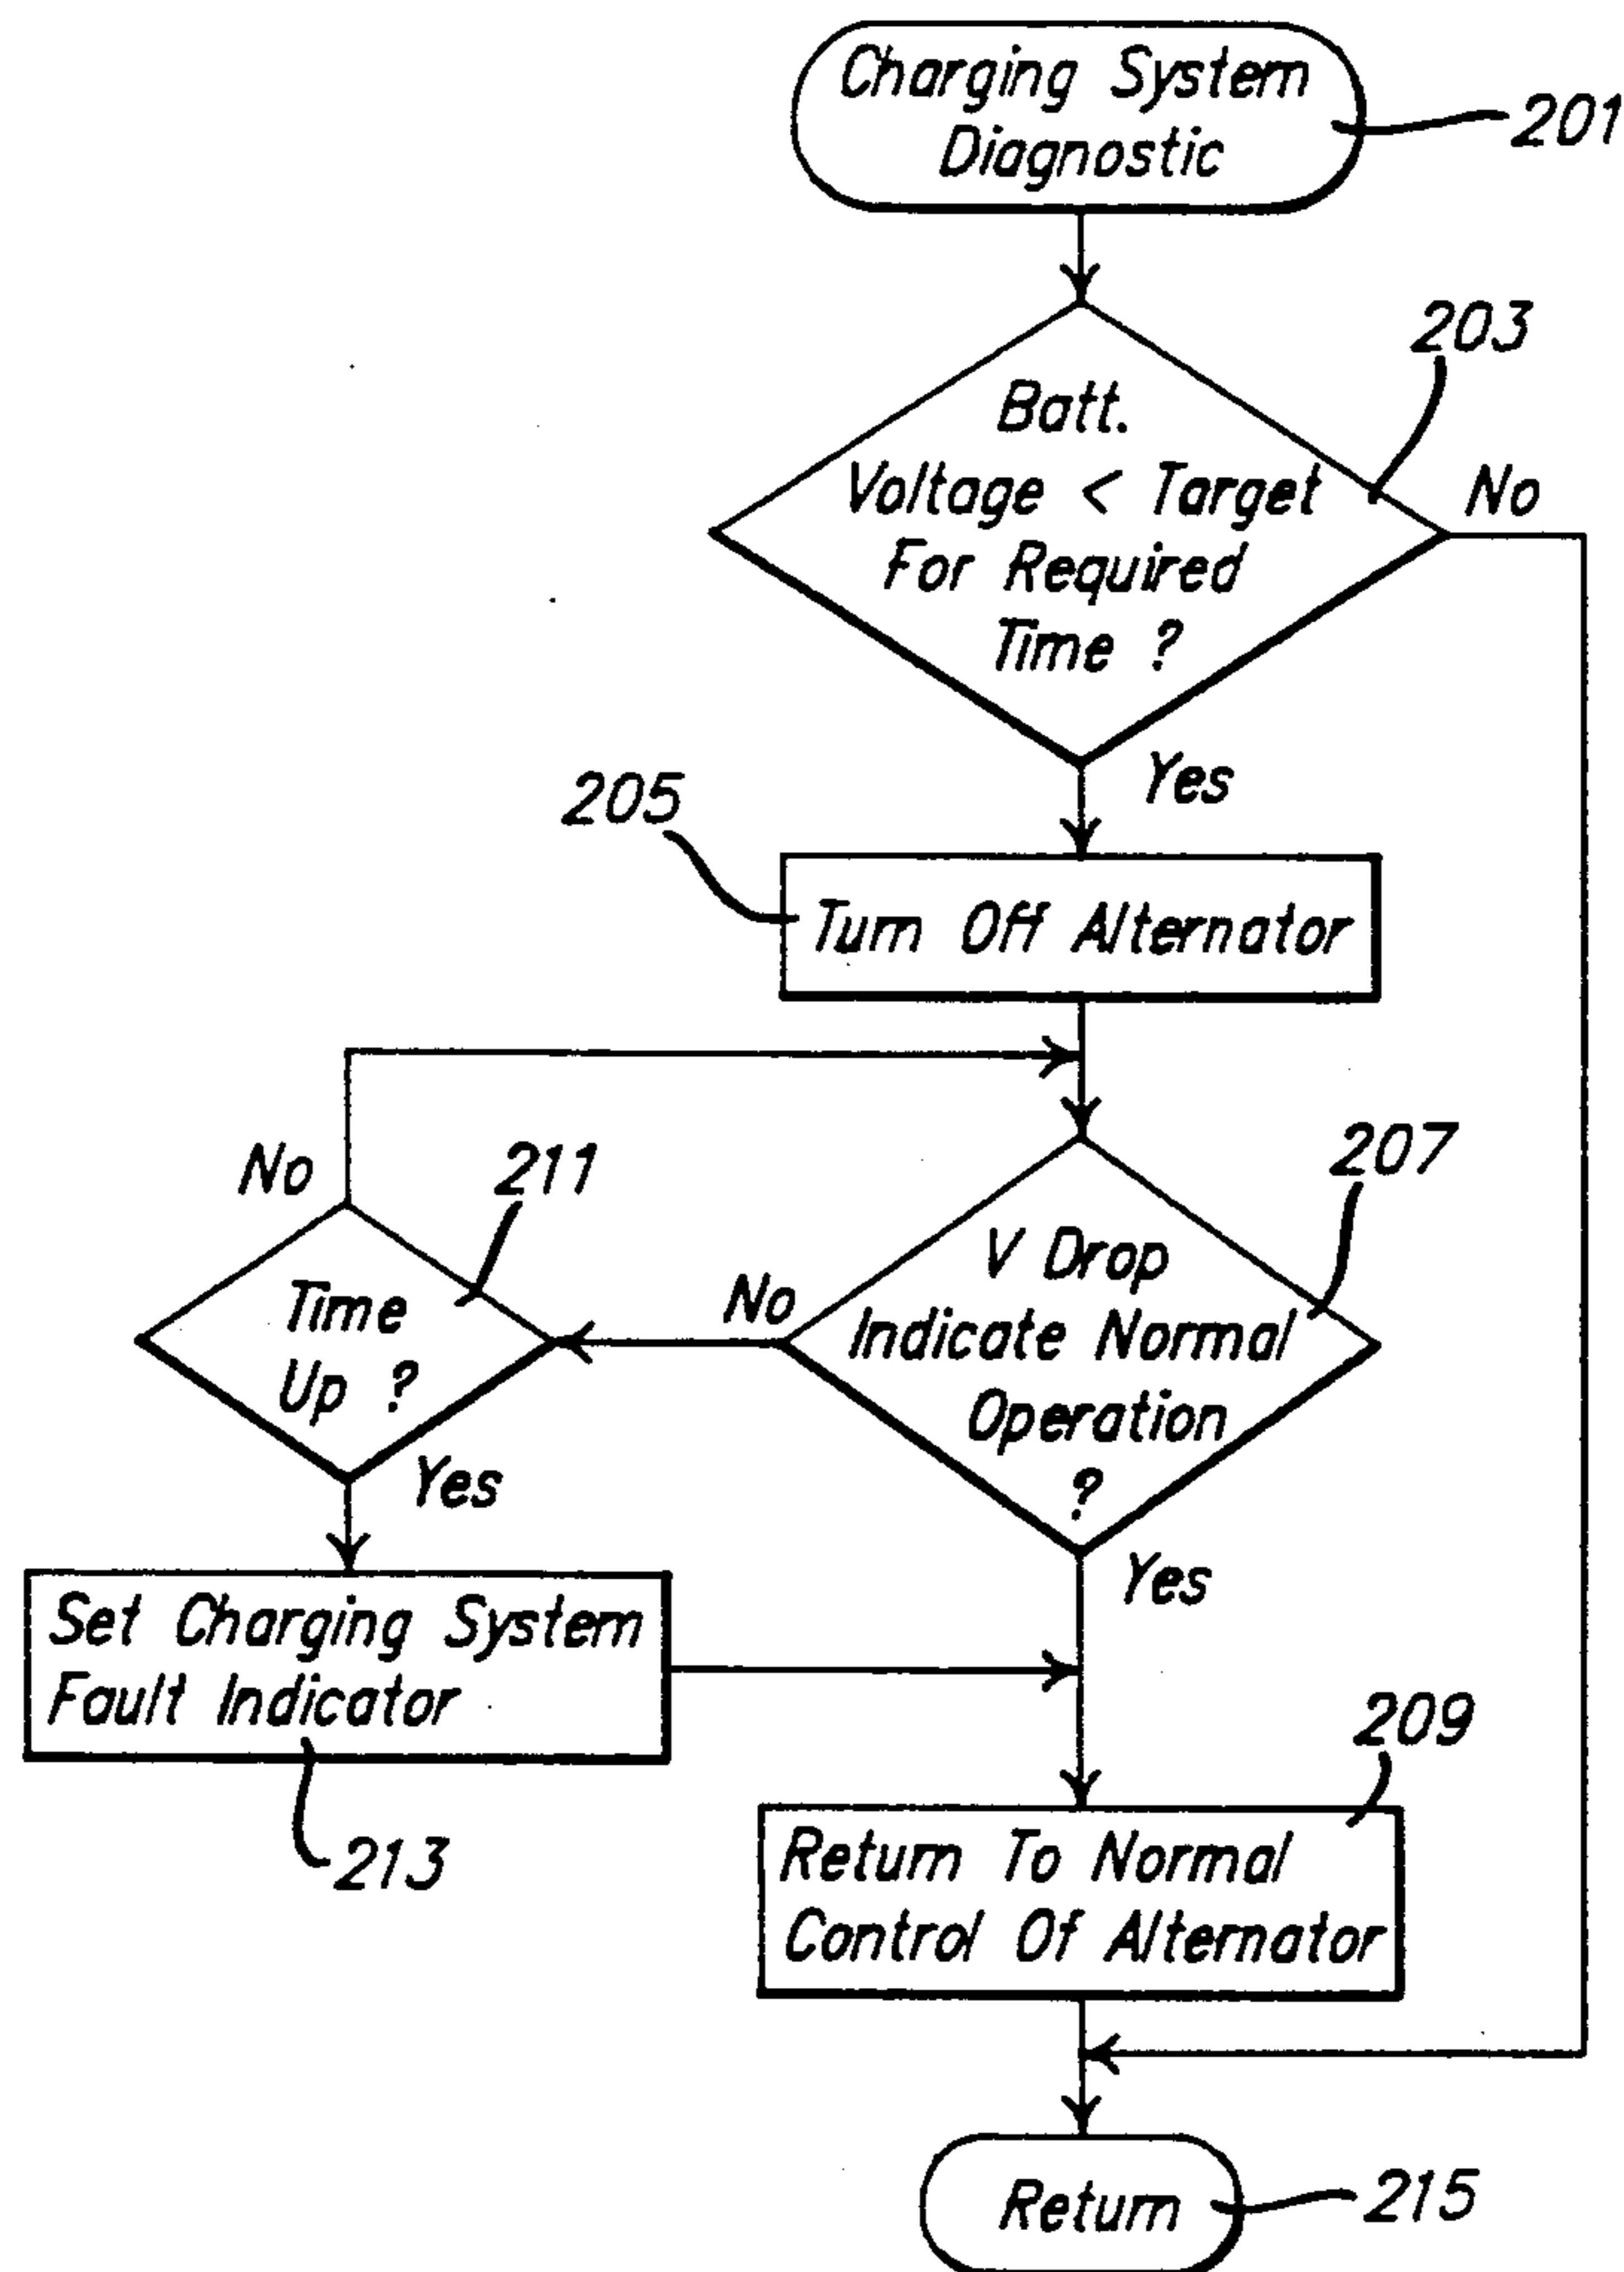 Charging System
Diagnostic
201
203
Batt.
Voltage < Target
For Required
Time ?
No
Yes
205
Turn Off Alternator
No
211
207
Time
Up ?
No
V Drop
Indicate Normal
Operation
?
Yes
Yes
Set Charging System
Fault Indicator
213
209
Return To Normal
Control Of Alternator
Return
215